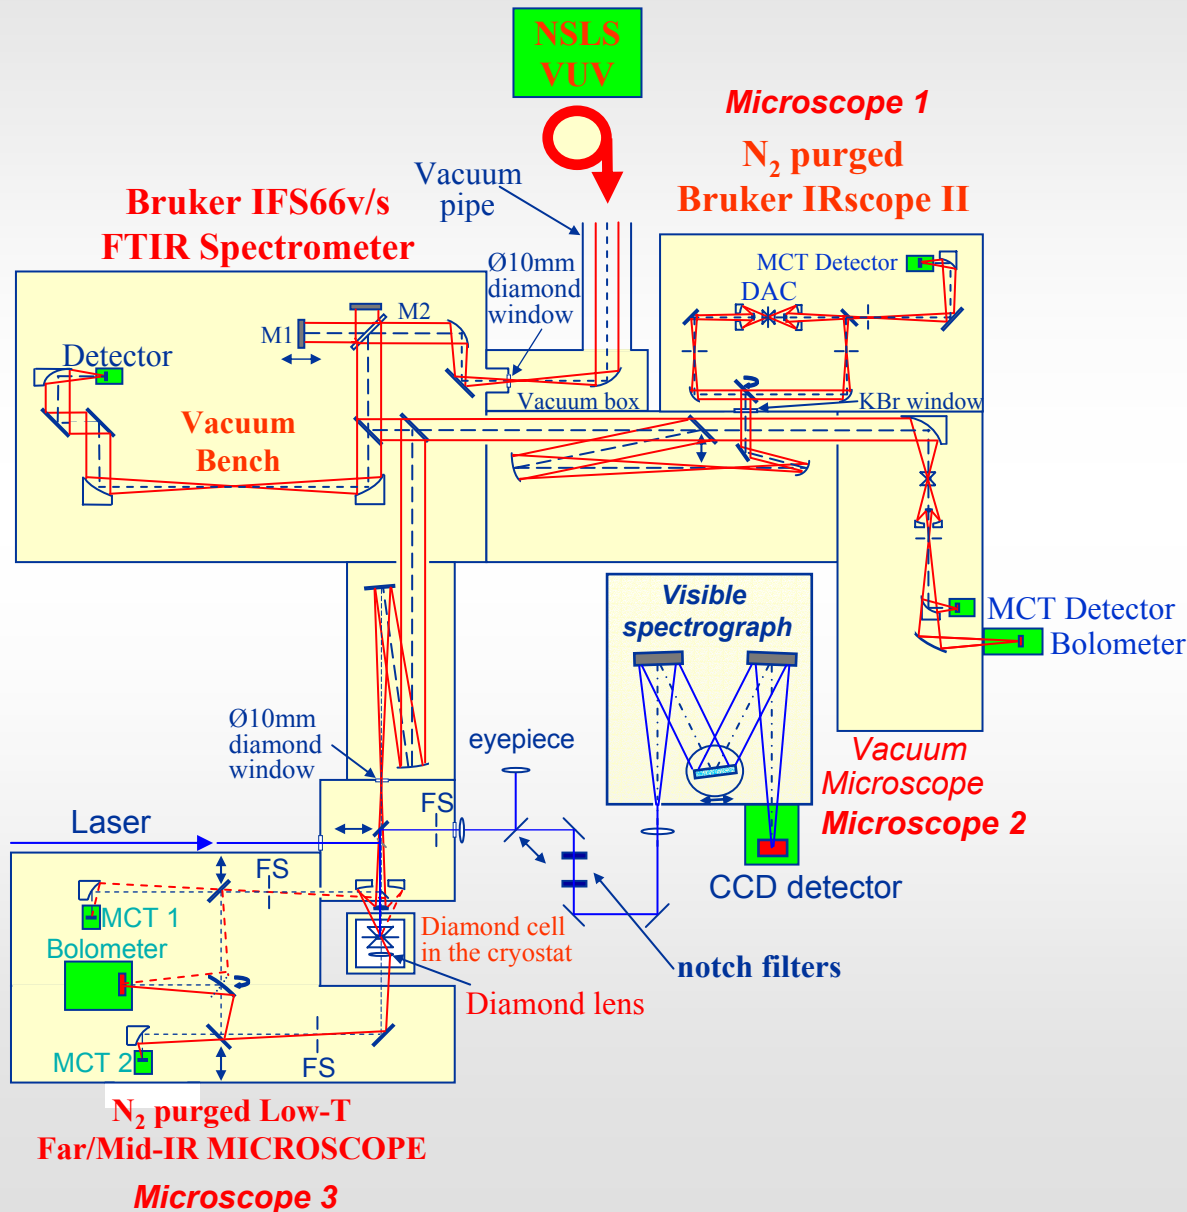 NSLS
VUV
Microscope 1
N₂ purged
Bruker IRscope II
Vacuum
pipe
Bruker IFS66v/s
FTIR Spectrometer
Ø10mm
diamond
window
MCT Detector
DAC
M2
M1
Detector
Vacuum box
KBr window
Vacuum
Bench
Visible
spectrograph
MCT Detector
Bolometer
Ø10mm
diamond
window
eyepiece
Vacuum
Microscope
Microscope 2
FS
Laser
CCD detector
FS
MCT 1
Bolometer
Diamond cell
in the cryostat
notch filters
Diamond lens
MCT 2
FS
N₂ purged Low-T
Far/Mid-IR MICROSCOPE
Microscope 3